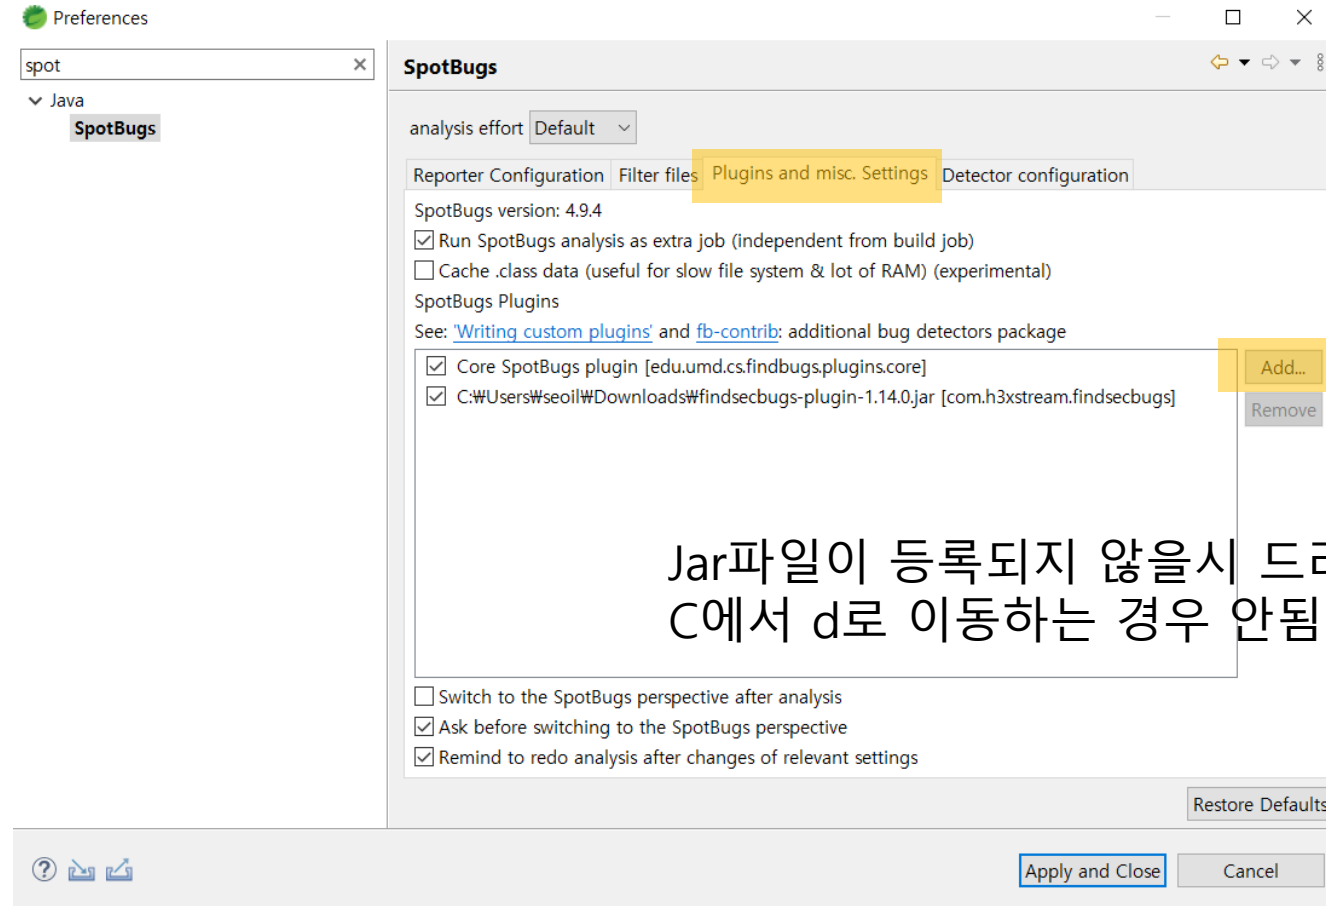 Preferences
spot
Java
SpotBugs
SpotBugs
analysis effort Default
Reporter Configuration Filter files Plugins and misc. Settings Detector configuration
SpotBugs version: 4.9.4
Run SpotBugs analysis as extra job (independent from build job)
Cache .class data (useful for slow file system & lot of RAM) (experimental)
SpotBugs Plugins
See: 'Writing custom plugins' and fb-contrib: additional bug detectors package
Core SpotBugs plugin [edu.umd.cs.findbugs.plugins.core]
Add...
C:₩Users₩seoil₩Downloads₩findsecbugs-plugin-1.14.0.jar [com.h3xstream.findsecbugs]
Remove
Jar파일이 등록되지 않을시
C에서 d로 이동하는 경우 안됨
Switch to the SpotBugs perspective after analysis
Ask before switching to the SpotBugs perspective
Remind to redo analysis after changes of relevant settings
Restore Defaults
Apply and Close
Cancel